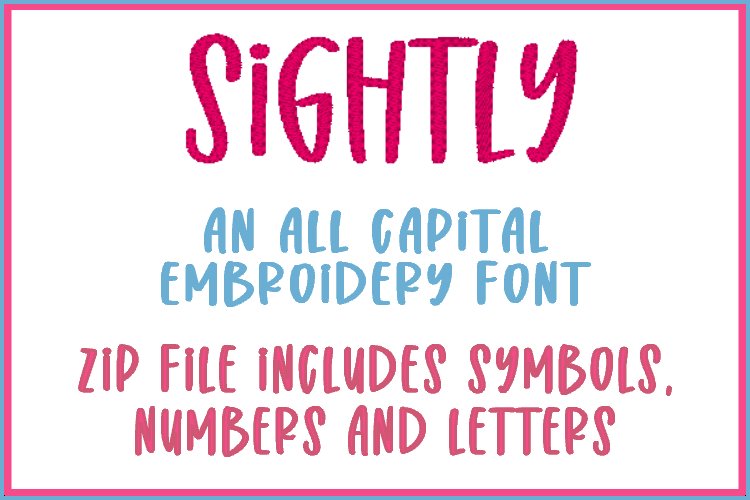 SiGHTLY
AN ALL CAPiTAL
EMBROiDERY FONT
ZiP FiLE iNCLUDES SYMBOLS,
NUMBERS AND LETTERS